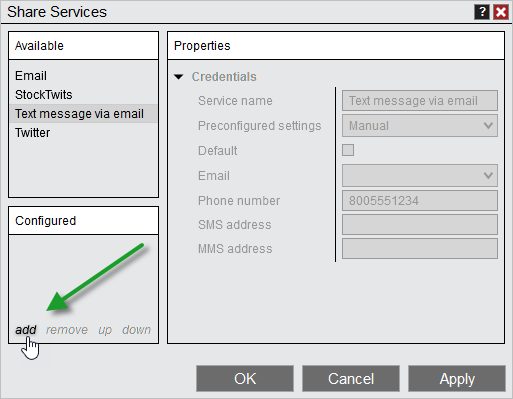 Share Services
?
Available
Email
StockTwits
Text message via email
Twitter
Configured
add remove up down
Properties
Credentials
Service name Text message via email
Preconfigured settings Manual
Default
Email
Phone number 8005551234
SMS address
MMS address
OK Cancel Apply